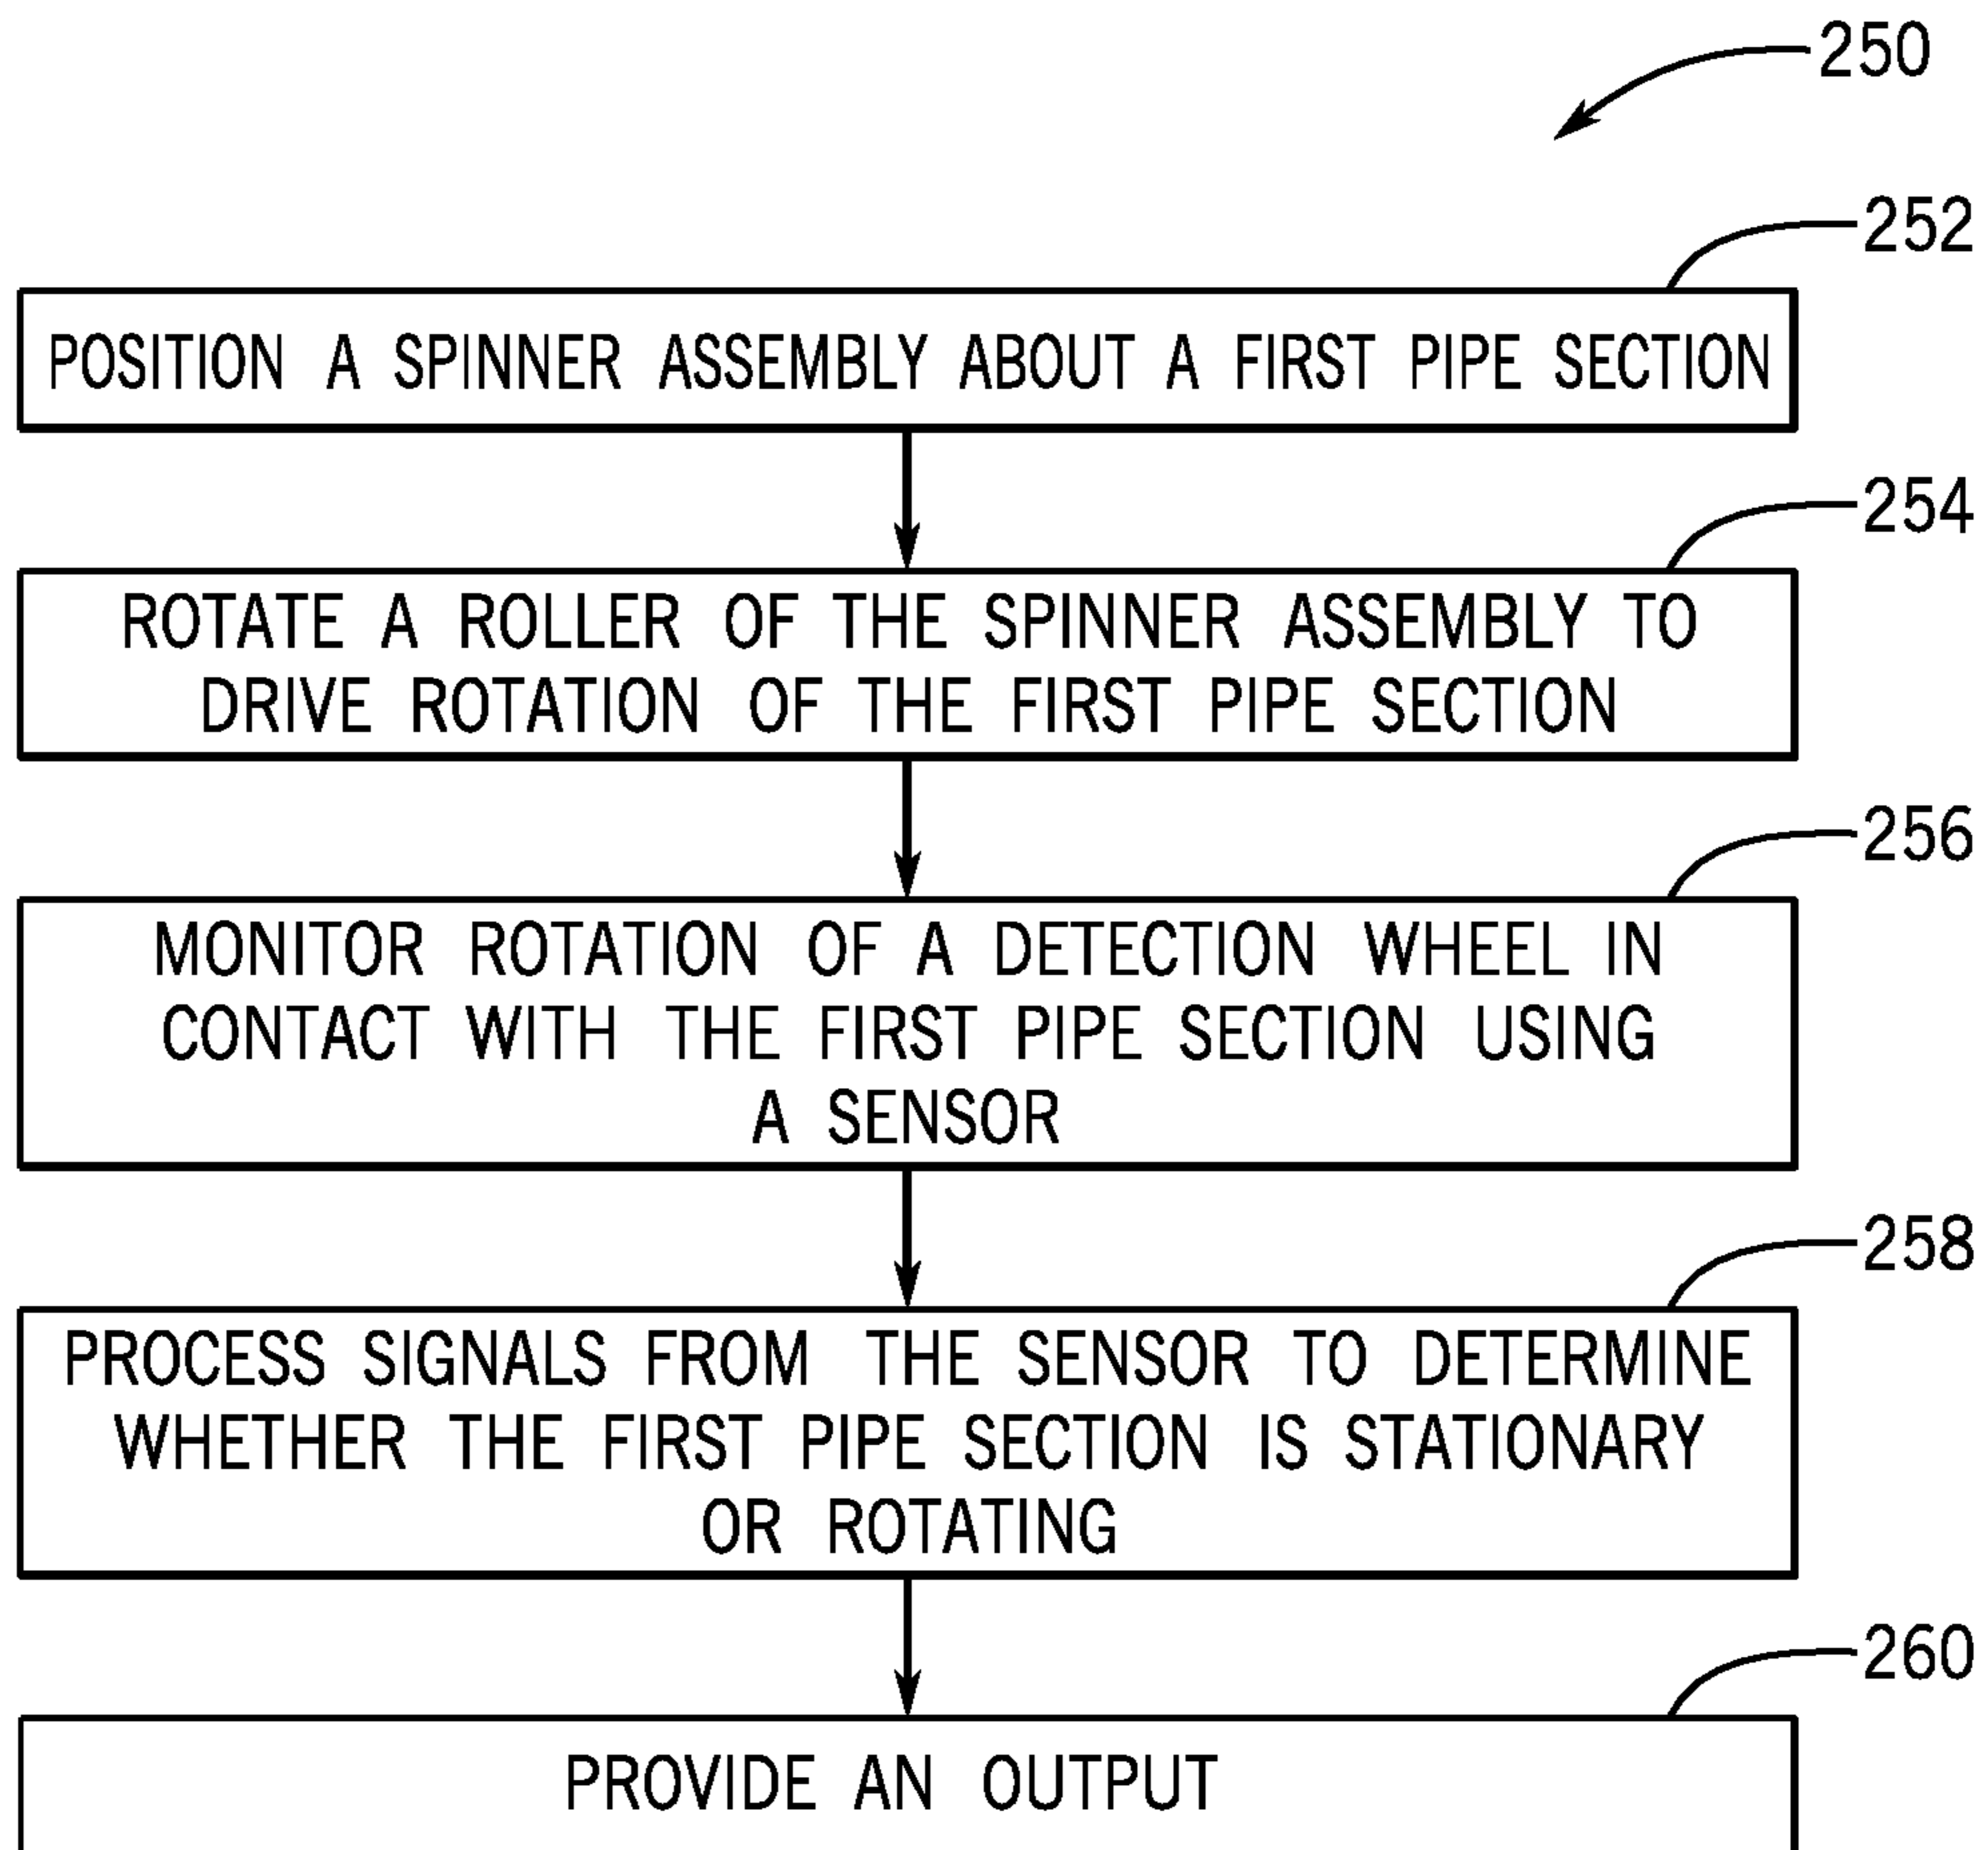 250
252
POSITION A SPINNER ASSEMBLY ABOUT A FIRST PIPE SECTION
254
ROTATE A ROLLER OF THE SPINNER ASSEMBLY TO
DRIVE ROTATION OF THE FIRST PIPE SECTION
256
MONITOR ROTATION OF A DETECTION WHEEL IN
CONTACT WITH THE FIRST PIPE SECTION USING
A SENSOR
258
PROCESS SIGNALS FROM THE SENSOR TO DETERMINE
WHETHER THE FIRST PIPE SECTION IS STATIONARY
OR ROTATING
260
PROVIDE AN OUTPUT